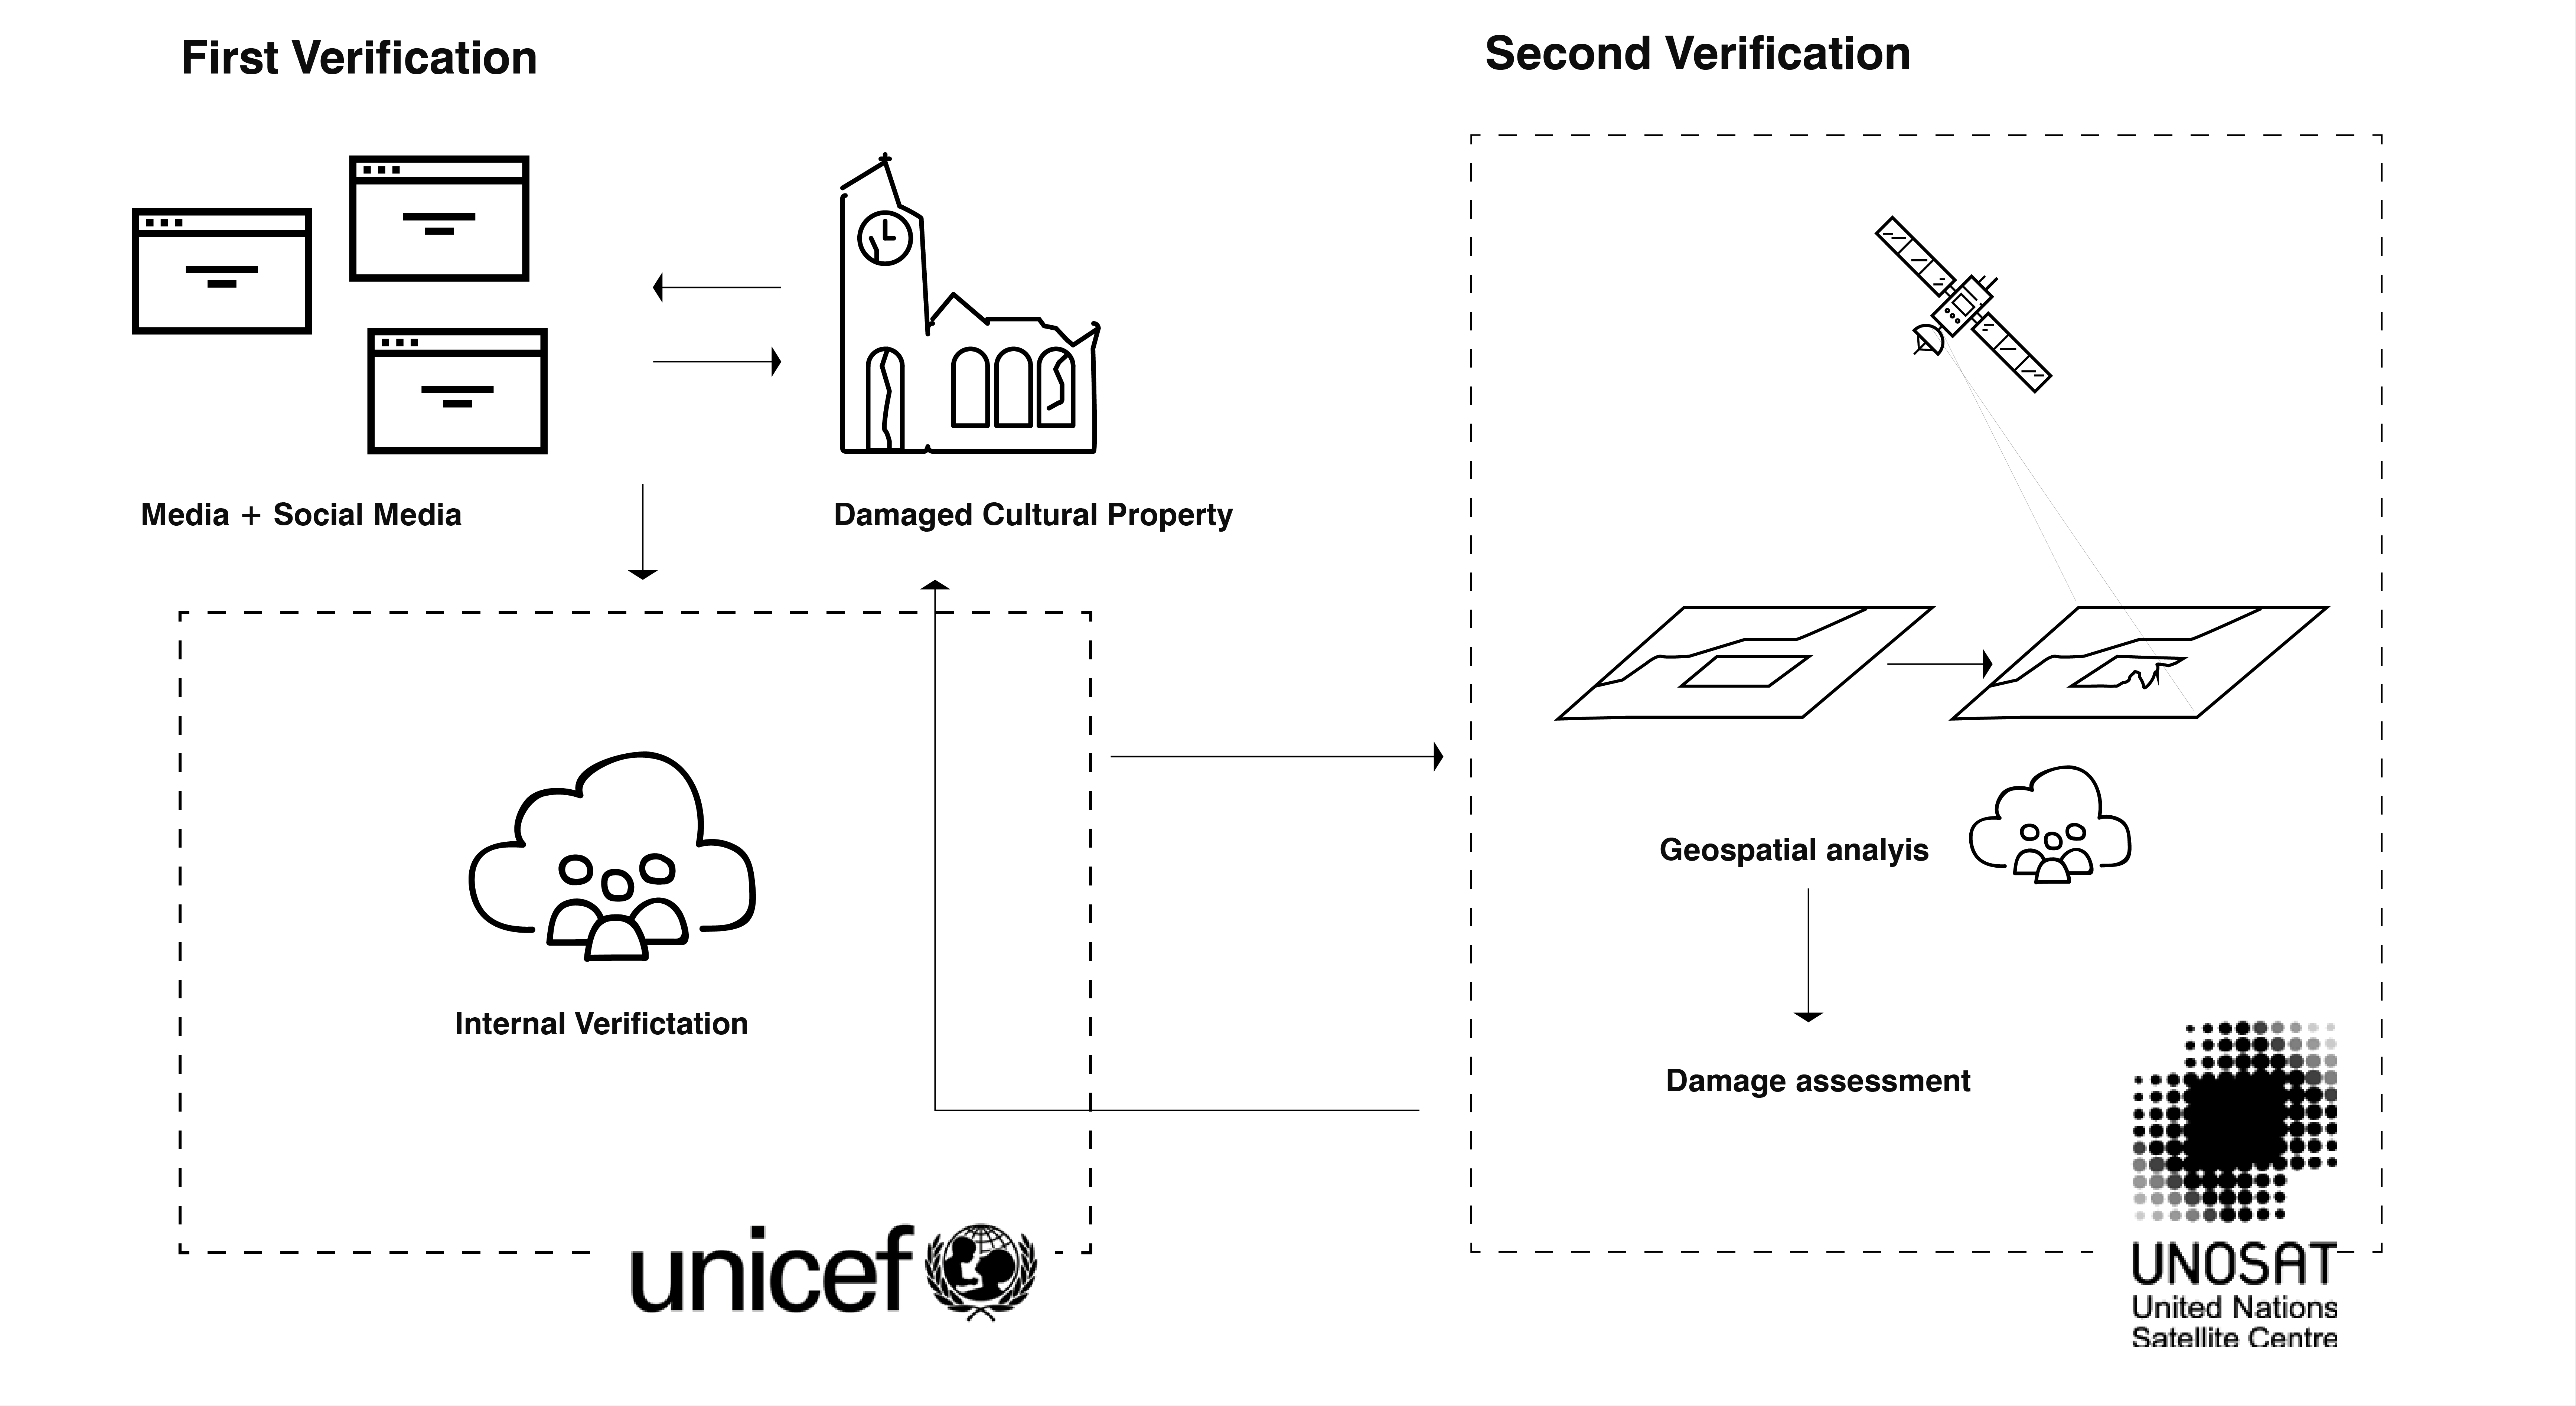 First Verification
Second Verification
Media + Social Media
Damaged Cultural Property
Internal Verifictation
unicef
Geospatial analyis
Damage assessment
UNOSAT
United Nations
Satellite Centre